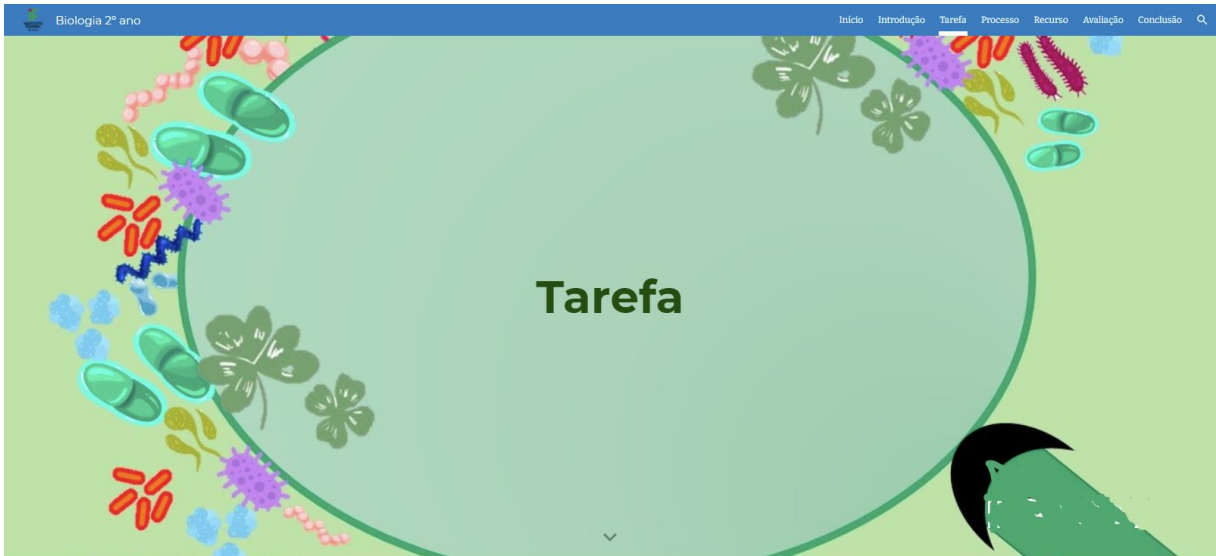 Biologia 2º ano
Início Introdução Tarefa Processo Recurso Avaliação Conclusão
Tarefa